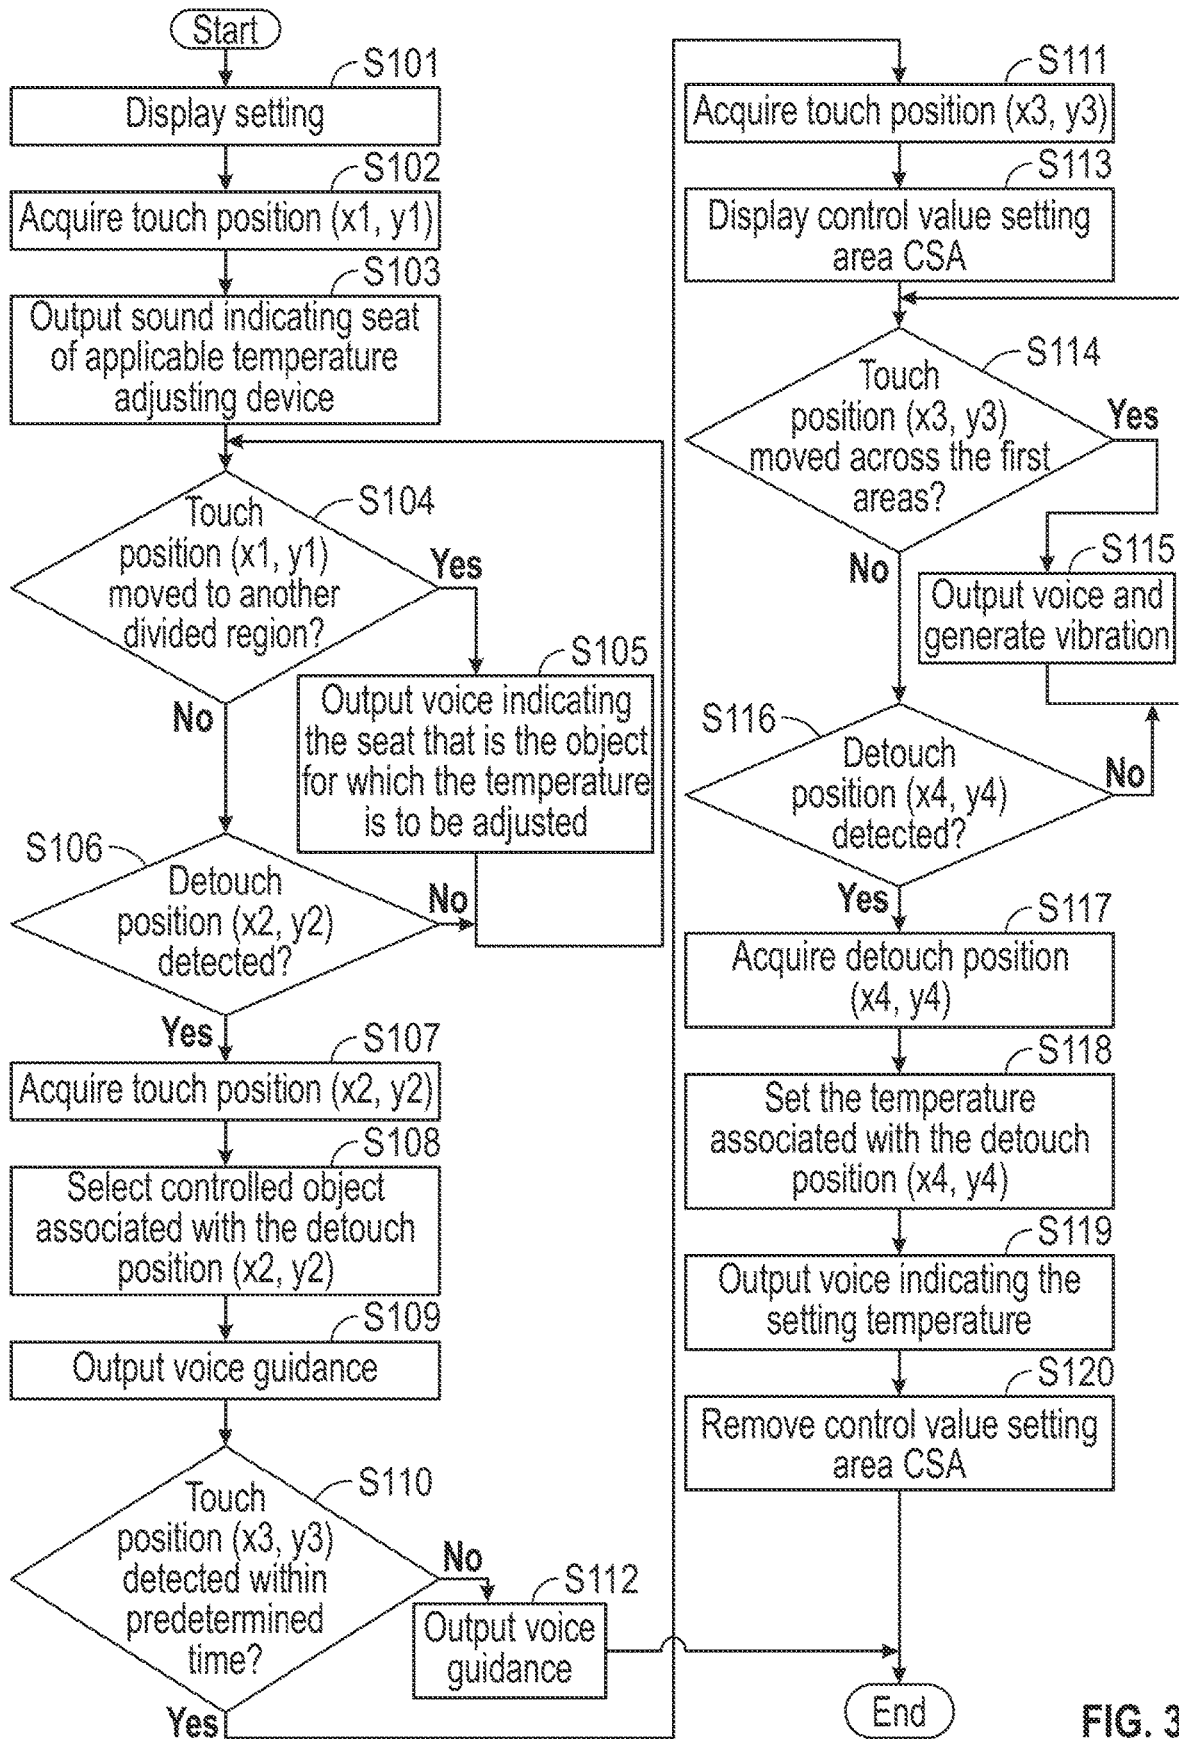 Start
S101
Display setting
S102
Acquire touch position (x1, y1)
S103
Output sound indicating seat
of applicable temperature
adjusting device
S104
Touch
position (x1, y1)
moved to another
divided region?
Yes
No
S105
Output voice indicating
the seat that is the object
for which the temperature
is to be adjusted
S106
Detouch
position (x2, y2)
detected?
No
Yes
S107
Acquire touch position (x2, y2)
S108
Select controlled object
associated with the detouch
position (x2, y2)
S109
Output voice guidance
S110
Touch
position (x3, y3)
detected within
predetermined
time?
No
Yes
S112
Output voice
guidance
S111
Acquire touch position (x3, y3)
S113
Display control value setting
area CSA
S114
Touch
position (x3, y3)
moved across the first
areas?
Yes
No
S115
Output voice and
generate vibration
S116
Detouch
position (x4, y4)
detected?
No
Yes
S117
Acquire detouch position
(x4, y4)
S118
Set the temperature
associated with the detouch
position (x4, y4)
S119
Output voice indicating the
setting temperature
S120
Remove control value setting
area CSA
End
FIG. 3